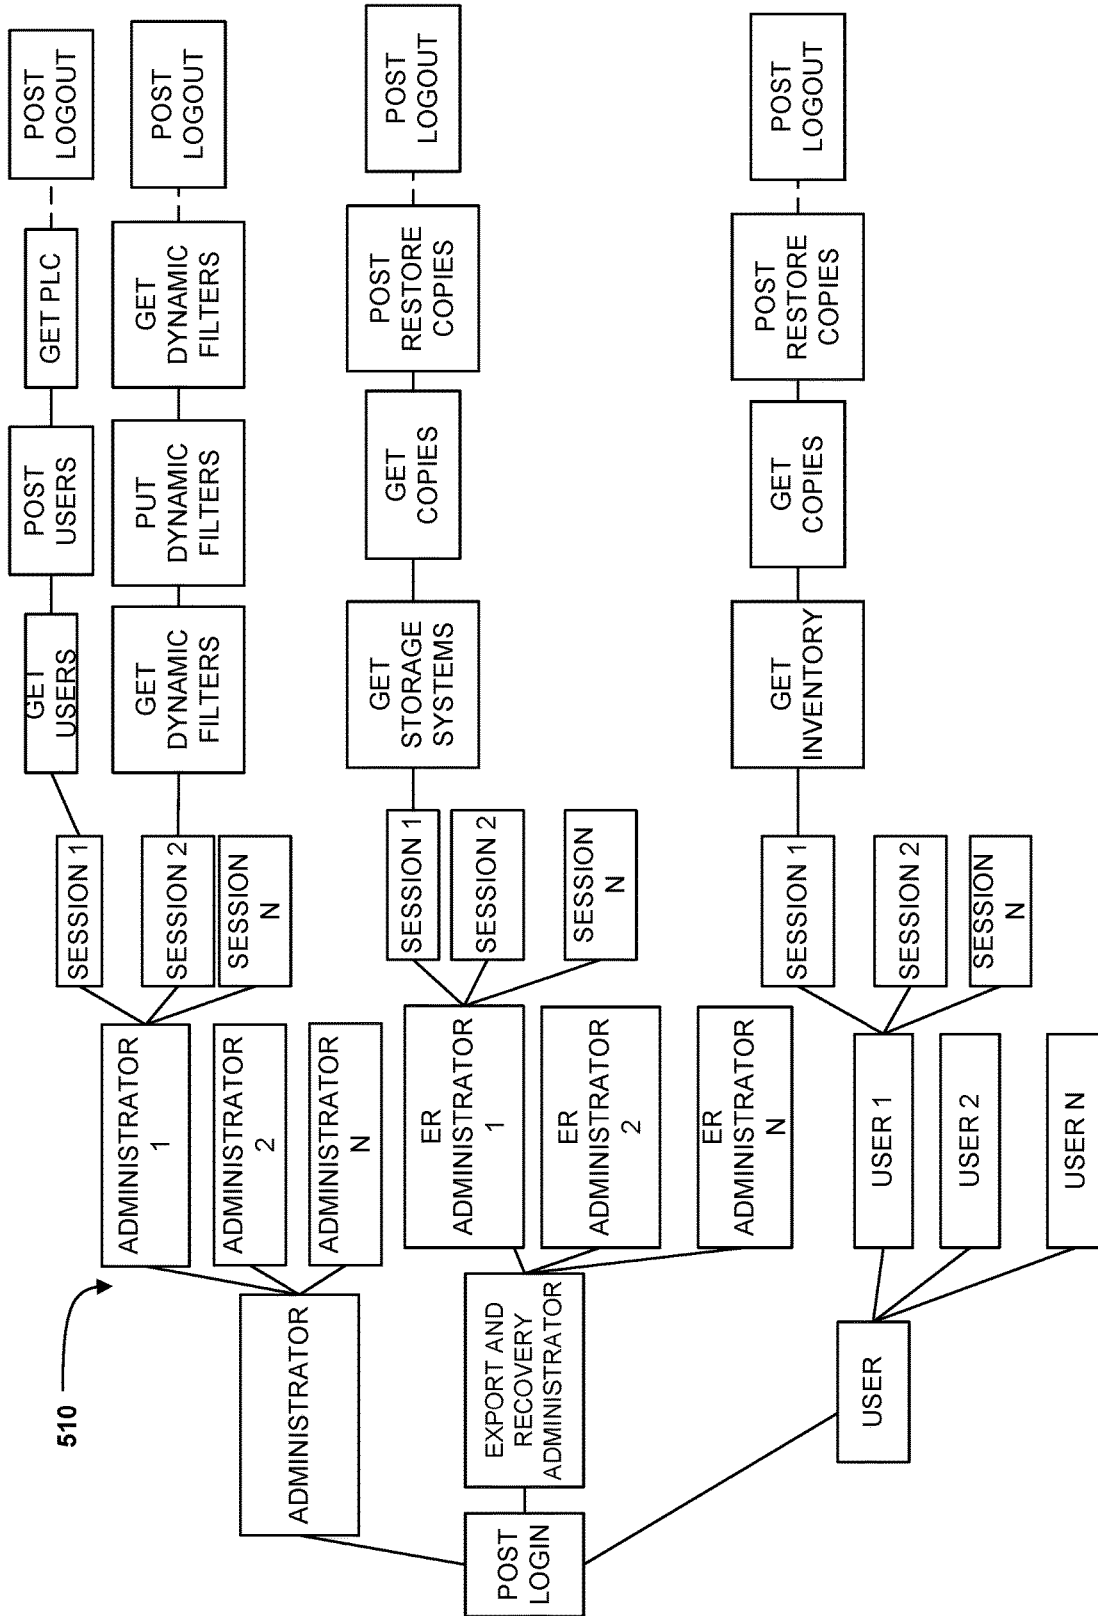 510
POST
LOGIN
ADMINISTRATOR
EXPORT AND
RECOVERY
ADMINISTRATOR
USER
ADMINISTRATOR
1
ADMINISTRATOR
2
ADMINISTRATOR
N
ER
ADMINISTRATOR
1
ER
ADMINISTRATOR
2
ER
ADMINISTRATOR
N
USER 1
USER 2
USER N
SESSION 1
SESSION 2
SESSION
N
SESSION 1
SESSION 2
SESSION
N
SESSION 1
SESSION 2
SESSION
N
GET
USERS
POST
USERS
GET PLC
POST
LOGOUT
GET
DYNAMIC
FILTERS
PUT
DYNAMIC
FILTERS
GET
DYNAMIC
FILTERS
POST
LOGOUT
GET
STORAGE
SYSTEMS
GET
COPIES
POST
RESTORE
COPIES
POST
LOGOUT
GET
INVENTORY
GET
COPIES
POST
RESTORE
COPIES
POST
LOGOUT